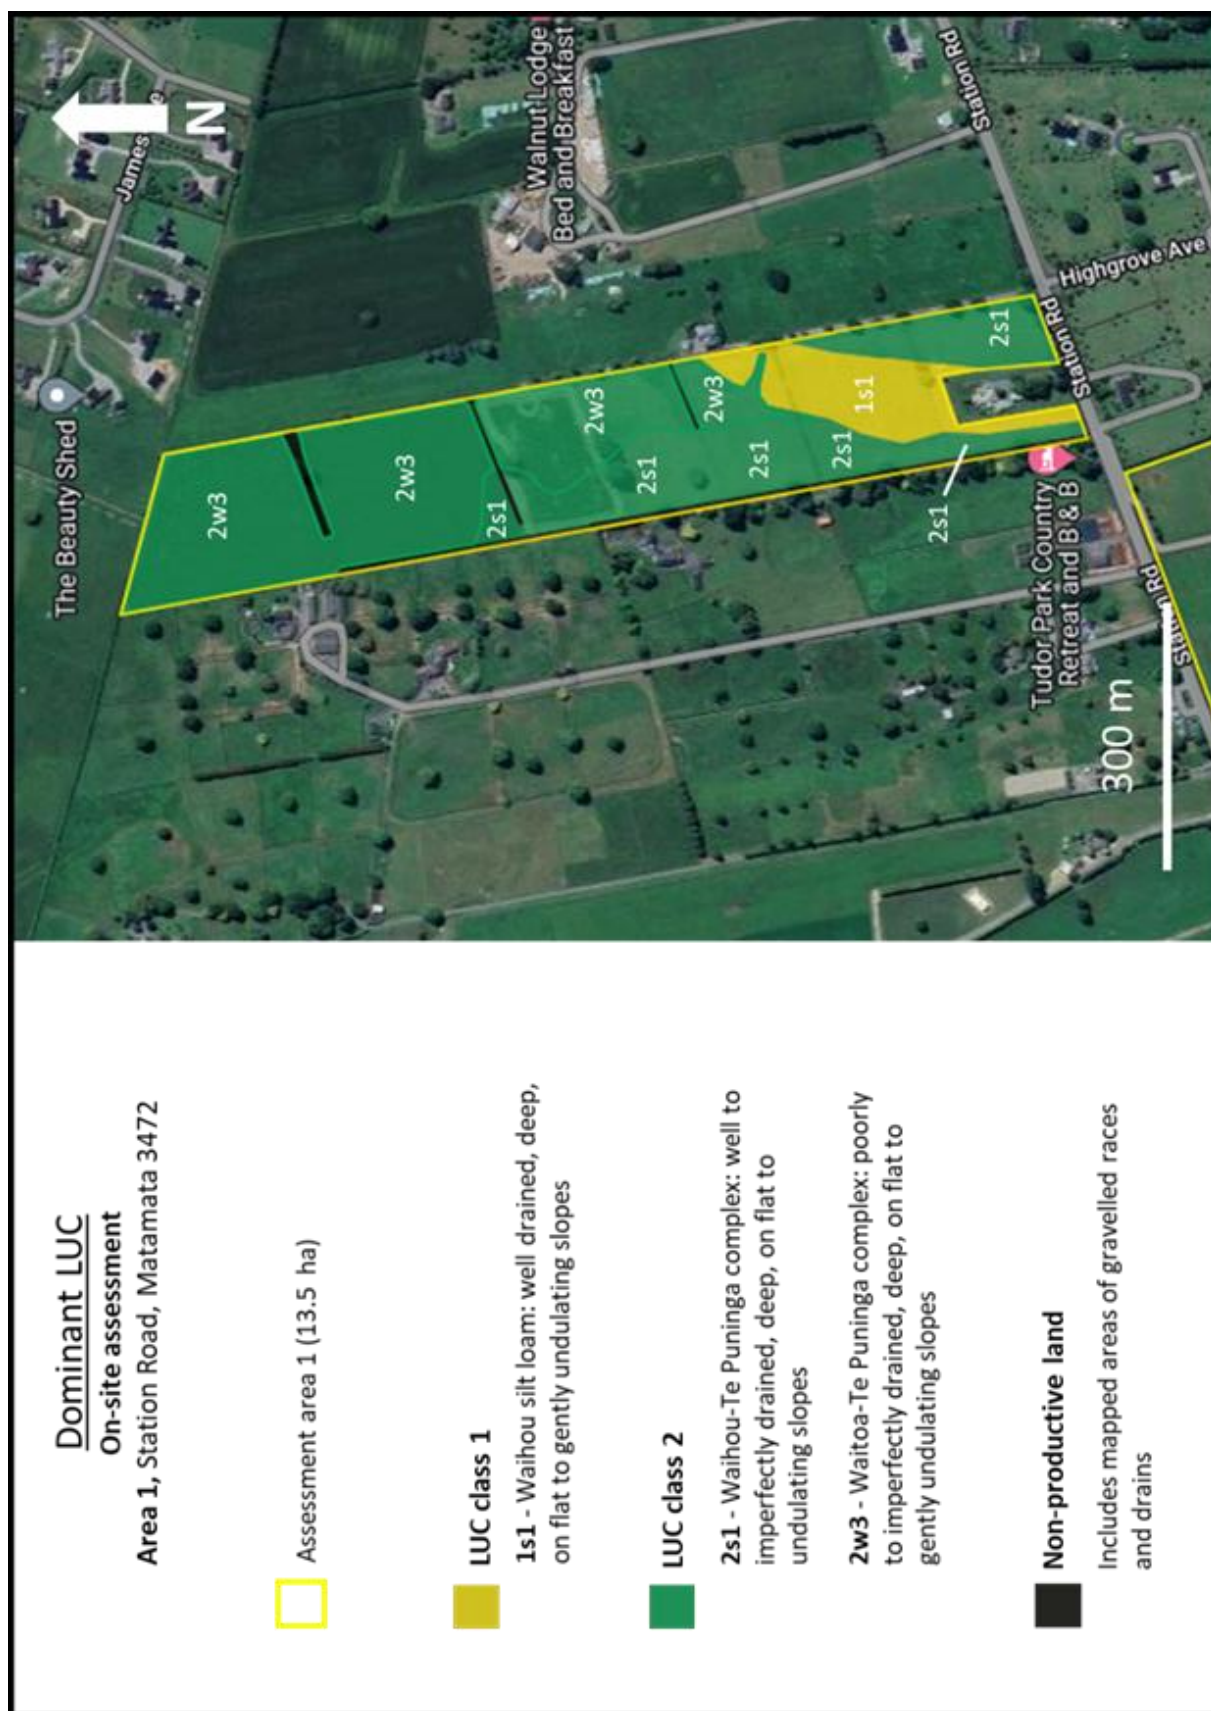 Dominant LUC
On-site assessment
Area 1, Station Road, Matamata 3472
Assessment area 1 (13.5 ha)
LUC class 1
1s1 - Waihou silt loam: well drained, deep,
on flat to gently undulating slopes
LUC class 2
2s1 - Waihou-Te Puninga complex: well to
imperfectly drained, deep, on flat to
undulating slopes
2w3 - Waitoa-Te Puninga complex: poorly
to imperfectly drained, deep, on flat to
gently undulating slopes
Non-productive land
Includes mapped areas of gravelled races
and drains
N
James
The Beauty Shed
Walnut Lodge
Bed and Breakfast
Station Rd
Highgrove Ave
2w3
2w3
2s1
2w3
2s1
2w3
2s1
2s1
1s1
2s1
2s1
Station Rd
Tudor Park Country
Retreat and B & B
Station Rd
300 m